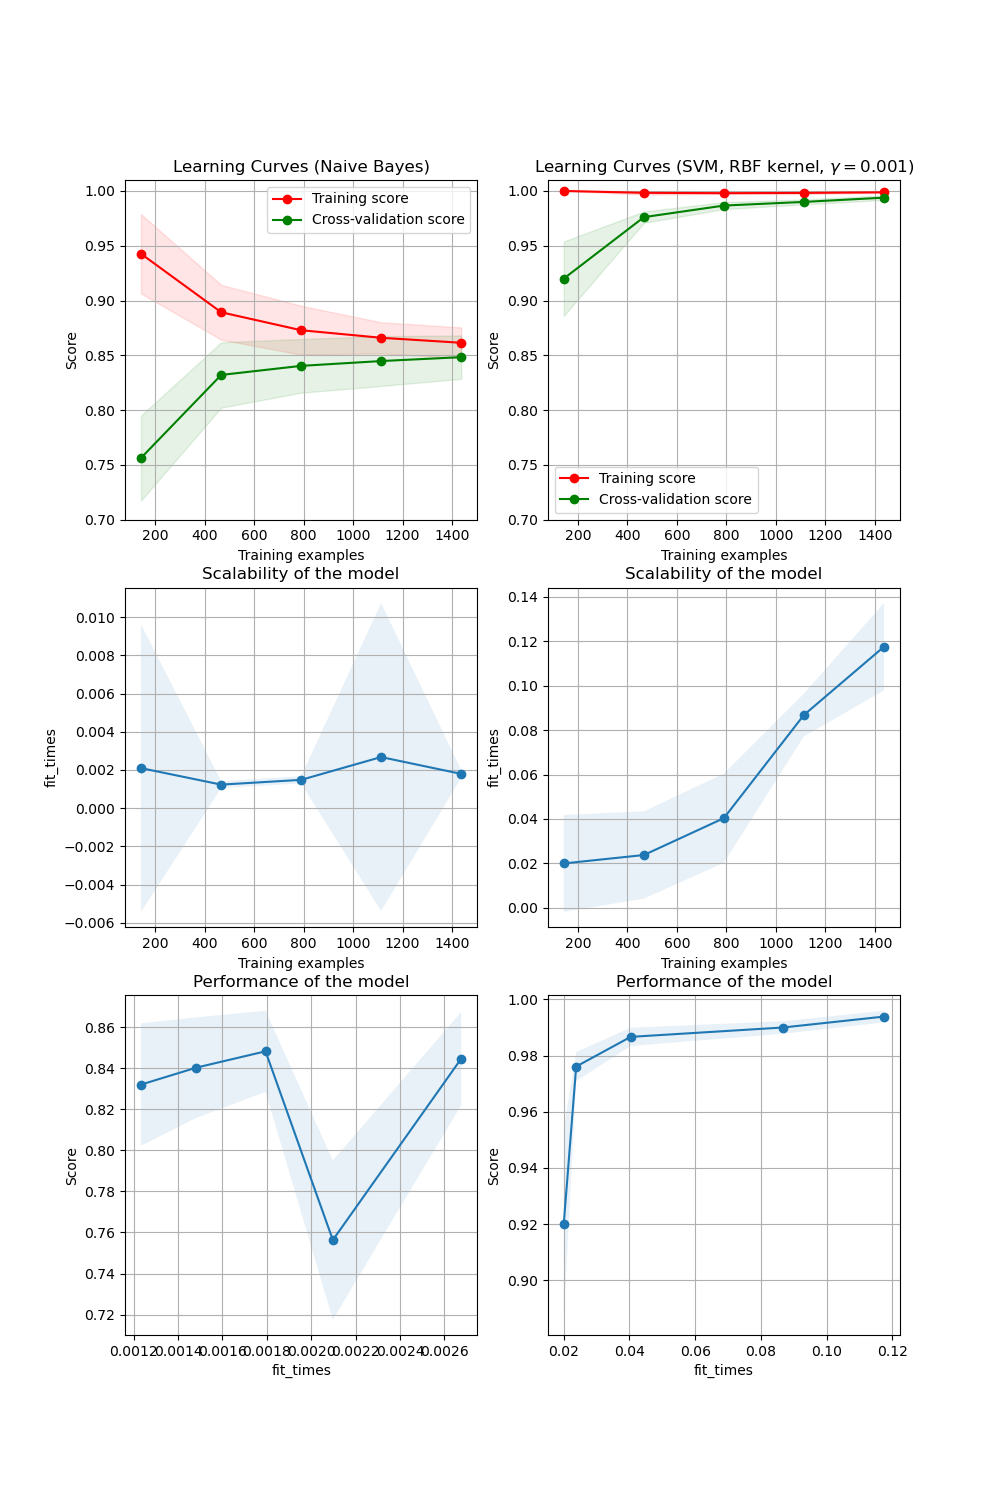 Learning Curves (Naive Bayes)
1.00
0.95
0.90
0.85
0.80
0.75
0.70
Score
Training score
Cross-validation score
200 400 600 800 1000 1200 1400
Training examples
Learning Curves (SVM, RBF kernel, γ = 0.001)
1.00
0.95
0.90
0.85
0.80
0.75
0.70
Score
Training score
Cross-validation score
200 400 600 800 1000 1200 1400
Training examples
Scalability of the model
0.010
0.008
0.006
0.004
0.002
0.000
−0.002
−0.004
−0.006
fit_times
200 400 600 800 1000 1200 1400
Training examples
Scalability of the model
0.14
0.12
0.10
0.08
0.06
0.04
0.02
0.00
fit_times
200 400 600 800 1000 1200 1400
Training examples
Performance of the model
0.86
0.84
0.82
0.80
0.78
0.76
0.74
0.72
Score
0.0012 0.0014 0.0016 0.0018 0.0020 0.0022 0.0024 0.0026
fit_times
Performance of the model
1.00
0.98
0.96
0.94
0.92
0.90
Score
0.02 0.04 0.06 0.08 0.10 0.12
fit_times